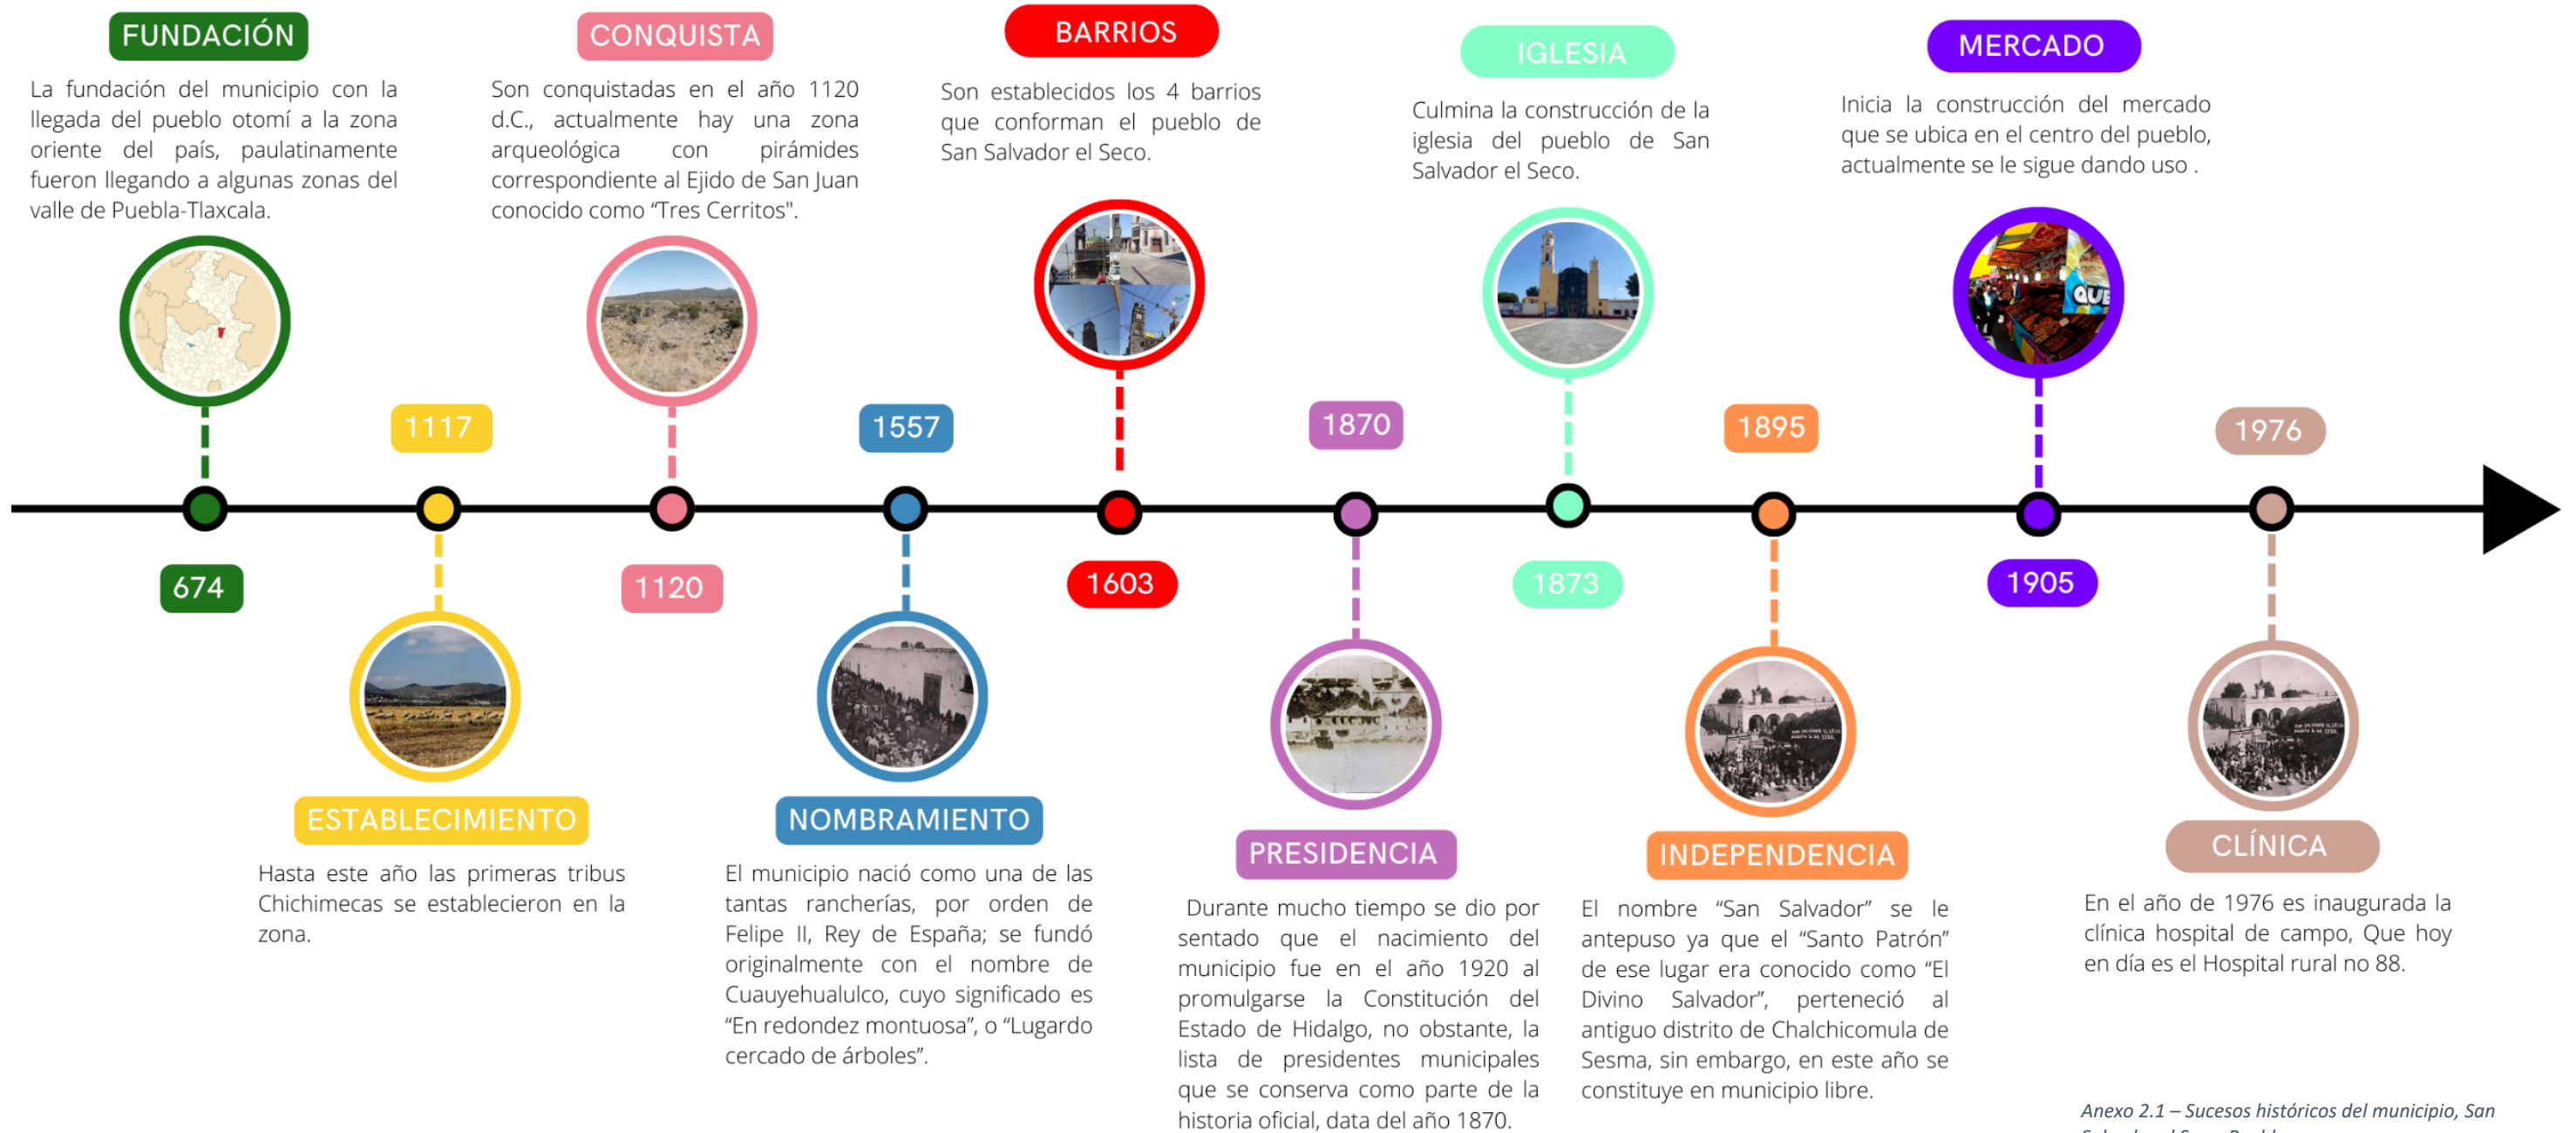 FUNDACIÓN
La fundación del municipio con la
llegada del pueblo otomí a la zona
oriente del país, paulatinamente
fueron llegando a algunas zonas del
valle de Puebla-Tlaxcala.
674
1117
ESTABLECIMIENTO
Hasta este año las primeras tribus
Chichimecas se establecieron en la
zona.
CONQUISTA
Son conquistadas en el año 1120
d.C., actualmente hay una zona
arqueológica con pirámides
correspondiente al Ejido de San Juan
conocido como “Tres Cerritos".
1120
1557
NOMBRAMIENTO
El municipio nació como una de las
tantas rancherías, por orden de
Felipe II, Rey de España; se fundó
originalmente con el nombre de
Cuauyehualulco, cuyo significado es
“En redondez montuosa”, o “Lugardo
cercado de árboles”.
BARRIOS
Son establecidos los 4 barrios
que conforman el pueblo de
San Salvador el Seco.
1603
1870
PRESIDENCIA
Durante mucho tiempo se dio por
sentado que el nacimiento del
municipio fue en el año 1920 al
promulgarse la Constitución del
Estado de Hidalgo, no obstante, la
lista de presidentes municipales
que se conserva como parte de la
historia oficial, data del año 1870.
IGLESIA
Culmina la construcción de la
iglesia del pueblo de San
Salvador el Seco.
1873
1895
INDEPENDENCIA
El nombre “San Salvador” se le
antepuso ya que el “Santo Patrón”
de ese lugar era conocido como “El
Divino Salvador”, perteneció al
antiguo distrito de Chalchicomula de
Sesma, sin embargo, en este año se
constituye en municipio libre.
MERCADO
Inicia la construcción del mercado
que se ubica en el centro del pueblo,
actualmente se le sigue dando uso .
QUE
1905
1976
CLÍNICA
En el año de 1976 es inaugurada la
clínica hospital de campo, Que hoy
en día es el Hospital rural no 88.
Anexo 2.1 – Sucesos históricos del municipio, San